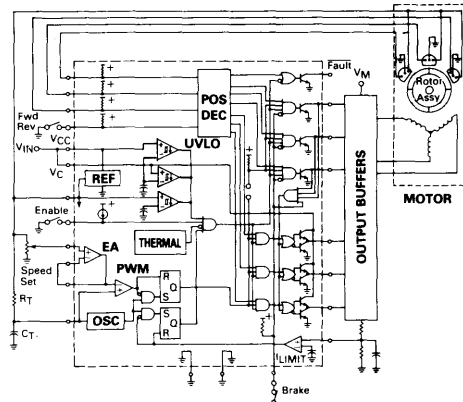 MOTOR
Rotor
Assy
Fault
VM
POS
DEC
Fwd
Rev
VIN
VCC
VC
UVLO
REF
Enable
THERMAL
EA
PWM
Speed
Set
R
Q
S
S
Q
R
RT
OSC
CT
ILIMIT
Brake
OUTPUT BUFFERS